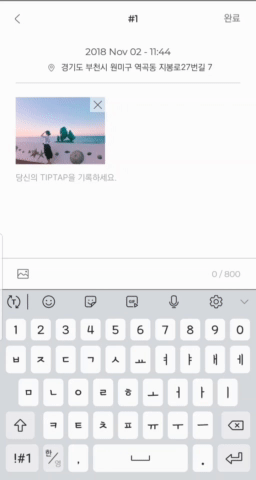 #1
완료
2018 Nov 02 - 11:44
경기도 부천시 원미구 역곡동 지봉로27번길 7
당신의 TIPTAP을 기록하세요.
0 / 800
1 2 3 4 5 6 7 8 9 0
ㅂ ㅈ ㄷ ㄱ ㅅ ㅛ ㅕ ㅑ ㅐ ㅔ
ㅁ ㄴ ㅇ ㄹ ㅎ ㅗ ㅓ ㅏ ㅣ
ㅋ ㅌ ㅊ ㅍ ㅠ ㅜ ㅡ
!#1 한/영 , .